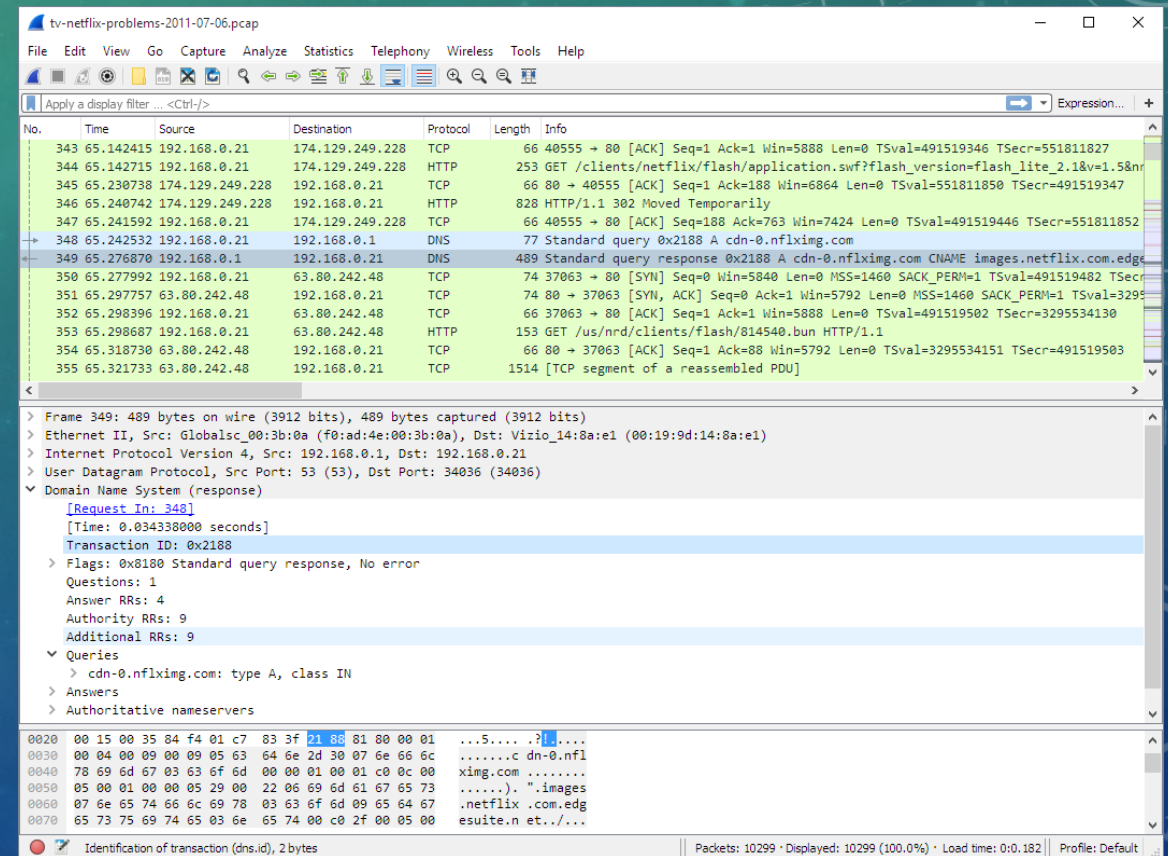 tv-netflix-problems-2011-07-06.pcap
File Edit View Go Capture Analyze Statistics Telephony Wireless Tools Help
Apply a display filter ... <Ctrl-/> Expression... +
No. Time Source Destination Protocol Length Info
343 65.142415 192.168.0.21 174.129.249.228 TCP 66 40555 → 80 [ACK] Seq=1 Ack=1 Win=5888 Len=0 TSval=491519346 TSecr=551811827
344 65.142715 192.168.0.21 174.129.249.228 HTTP 253 GET /clients/netflix/flash/application.swf?flash_version=flash_lite_2.1&v=1.5&nr
345 65.230738 174.129.249.228 192.168.0.21 TCP 66 80 → 40555 [ACK] Seq=1 Ack=188 Win=6864 Len=0 TSval=551811850 TSecr=491519347
346 65.240742 174.129.249.228 192.168.0.21 HTTP 828 HTTP/1.1 302 Moved Temporarily
347 65.241592 192.168.0.21 174.129.249.228 TCP 66 40555 → 80 [ACK] Seq=188 Ack=763 Win=7424 Len=0 TSval=491519446 TSecr=551811852
348 65.242532 192.168.0.21 192.168.0.1 DNS 77 Standard query 0x2188 A cdn-0.nflximg.com
349 65.276870 192.168.0.1 192.168.0.21 DNS 489 Standard query response 0x2188 A cdn-0.nflximg.com CNAME images.netflix.com.edge
350 65.277992 192.168.0.21 63.80.242.48 TCP 74 37063 → 80 [SYN] Seq=0 Win=5840 Len=0 MSS=1460 SACK_PERM=1 TSval=491519482 TSecr
351 65.297757 63.80.242.48 192.168.0.21 TCP 74 80 → 37063 [SYN, ACK] Seq=0 Ack=1 Win=5792 Len=0 MSS=1460 SACK_PERM=1 TSval=3295
352 65.298396 192.168.0.21 63.80.242.48 TCP 66 37063 → 80 [ACK] Seq=1 Ack=1 Win=5888 Len=0 TSval=491519502 TSecr=3295534130
353 65.298687 192.168.0.21 63.80.242.48 HTTP 153 GET /us/nrd/clients/flash/814540.bun HTTP/1.1
354 65.318730 63.80.242.48 192.168.0.21 TCP 66 80 → 37063 [ACK] Seq=1 Ack=88 Win=5792 Len=0 TSval=3295534151 TSecr=491519503
355 65.321733 63.80.242.48 192.168.0.21 TCP 1514 [TCP segment of a reassembled PDU]
> Frame 349: 489 bytes on wire (3912 bits), 489 bytes captured (3912 bits)
> Ethernet II, Src: Globalsc_00:3b:0a (f0:ad:4e:00:3b:0a), Dst: Vizio_14:8a:e1 (00:19:9d:14:8a:e1)
> Internet Protocol Version 4, Src: 192.168.0.1, Dst: 192.168.0.21
> User Datagram Protocol, Src Port: 53 (53), Dst Port: 34036 (34036)
Domain Name System (response)
[Request In: 348]
[Time: 0.034338000 seconds]
Transaction ID: 0x2188
> Flags: 0x8180 Standard query response, No error
Questions: 1
Answer RRs: 4
Authority RRs: 9
Additional RRs: 9
Queries
> cdn-0.nflximg.com: type A, class IN
> Answers
> Authoritative nameservers
0020 00 15 00 35 84 f4 01 c7 83 3f 21 88 81 80 00 01 ...5.... .?!.....
0030 00 04 00 09 00 09 05 63 64 6e 2d 30 07 6e 66 6c .......c dn-0.nfl
0040 78 69 6d 67 03 63 6f 6d 00 00 01 00 01 c0 0c 00 ximg.com ........
0050 05 00 01 00 00 05 29 00 22 06 69 6d 61 67 65 73 ......). ".images
0060 07 6e 65 74 66 6c 69 78 03 63 6f 6d 09 65 64 67 .netflix .com.edg
0070 65 73 75 69 74 65 03 6e 65 74 00 c0 2f 00 05 00 esuite.n et../...
Identification of transaction (dns.id), 2 bytes Packets: 10299 · Displayed: 10299 (100.0%) · Load time: 0:0.182 Profile: Default